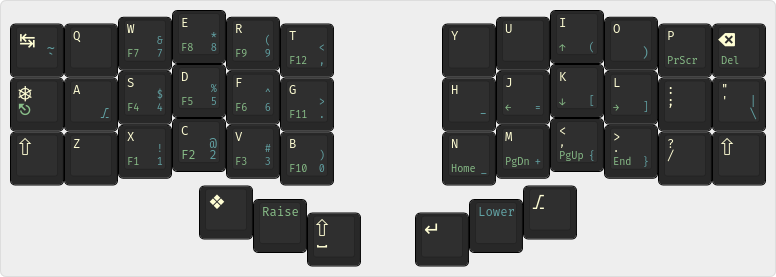 Q W & F7 7 E * F8 8 R ( F9 9 T < F12 , Y U I ↑ ( O ) P PrScr Del
~ `
A S $ F4 4 D % F5 5 F ^ F6 6 G > F11 . H _ J ← = K ↓ [ L → ] : ; " ' | \
Z X ! F1 1 C @ F2 2 V # F3 3 B ) F10 0 N Home _ M PgDn + < , PgUp { > . End } ? /
Raise Lower